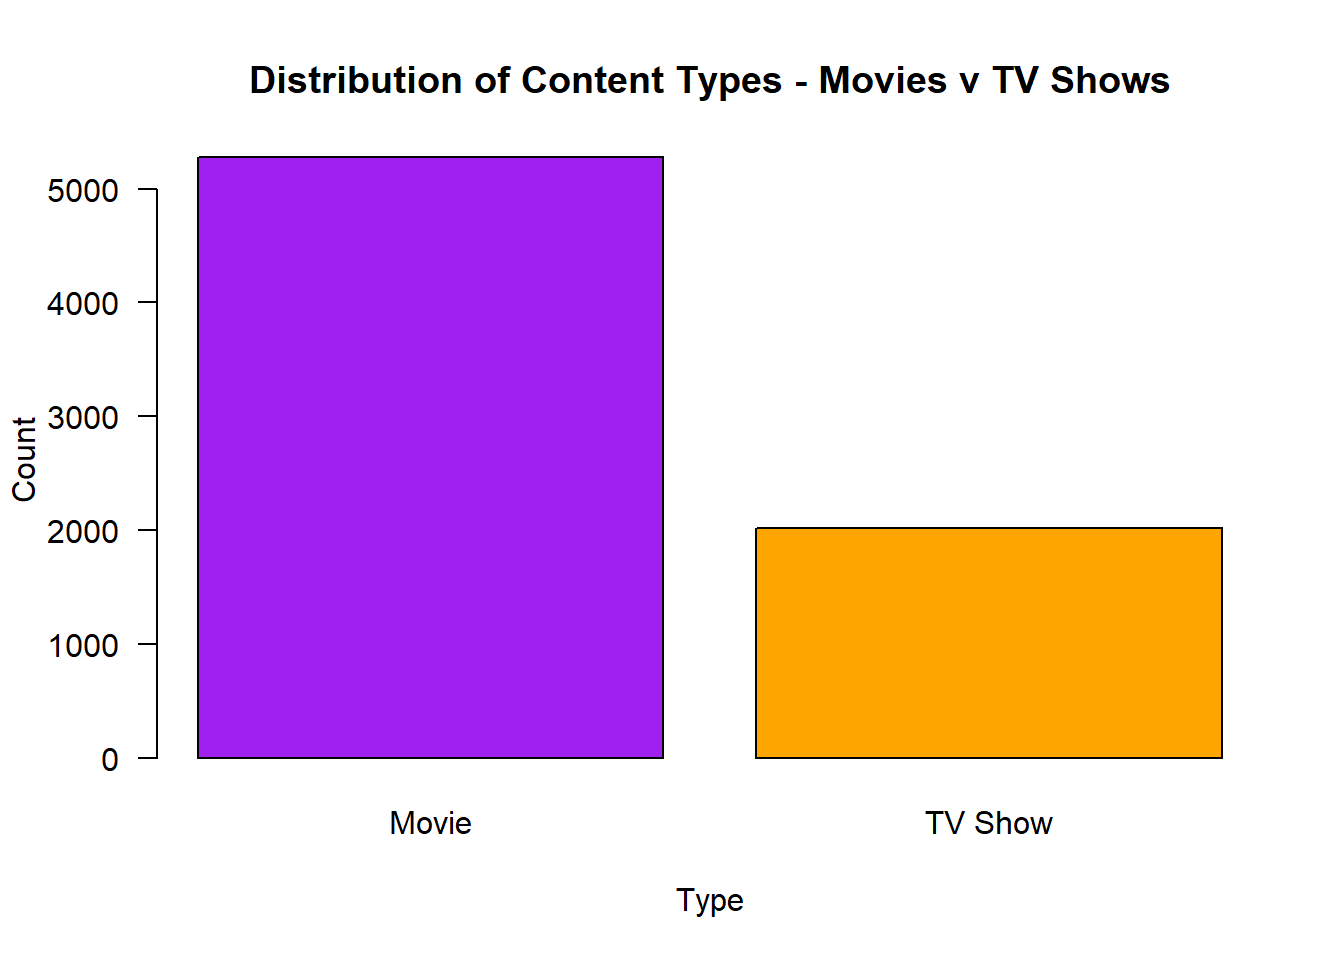 Distribution of Content Types - Movies v TV Shows
5000
4000
3000
2000
1000
0
Count
Movie
TV Show
Type